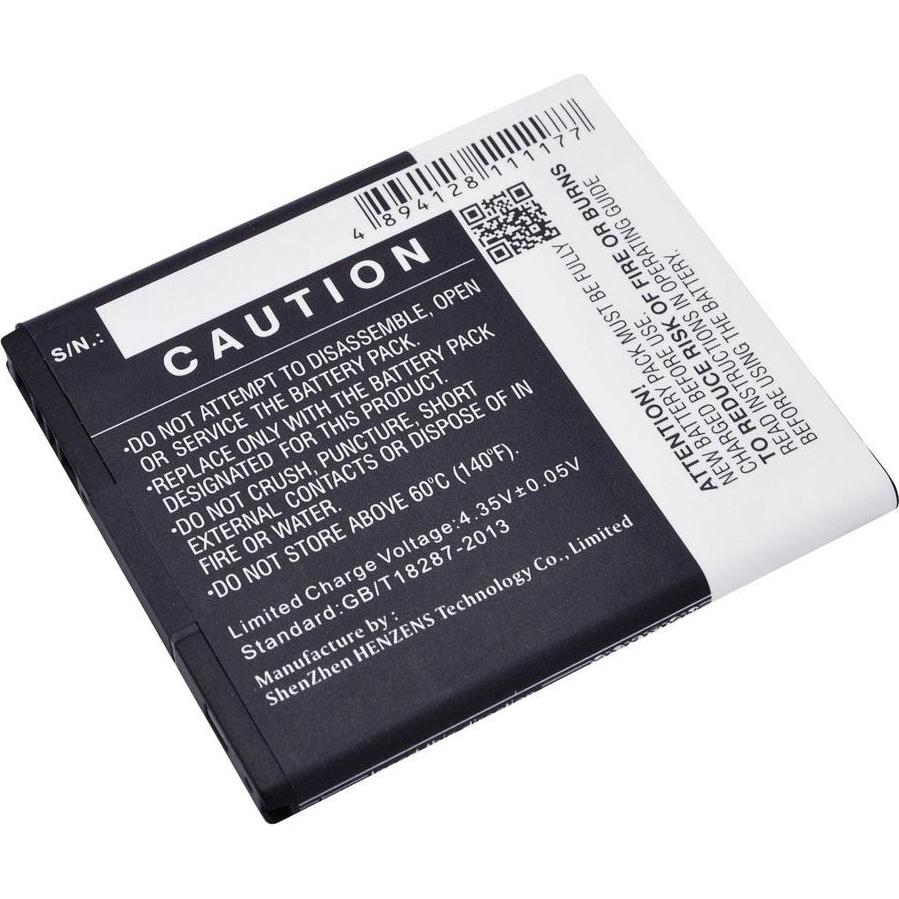 4 894128 111177
S/N.:
CAUTION
•DO NOT ATTEMPT TO DISASSEMBLE, OPEN
OR SERVICE THE BATTERY PACK.
•REPLACE ONLY WITH THE BATTERY PACK
DESIGNATED FOR THIS PRODUCT.
•DO NOT CRUSH, PUNCTURE, SHORT
EXTERNAL CONTACTS OR DISPOSE OF IN
FIRE OR WATER.
•DO NOT STORE ABOVE 60°C (140°F).
Limited Charge Voltage:4.35V±0.05V
Standard:GB/T18287-2013
Manufacture by:
ShenZhen HENZENS Technology Co., Limited
ATTENTION!
NEW BATTERY PACK MUST BE FULLY
CHARGED BEFORE USE.
TO REDUCE RISK OF FIRE OR BURNS
READ INSTRUCTIONS IN OPERATING GUIDE
BEFORE USING THE BATTERY.